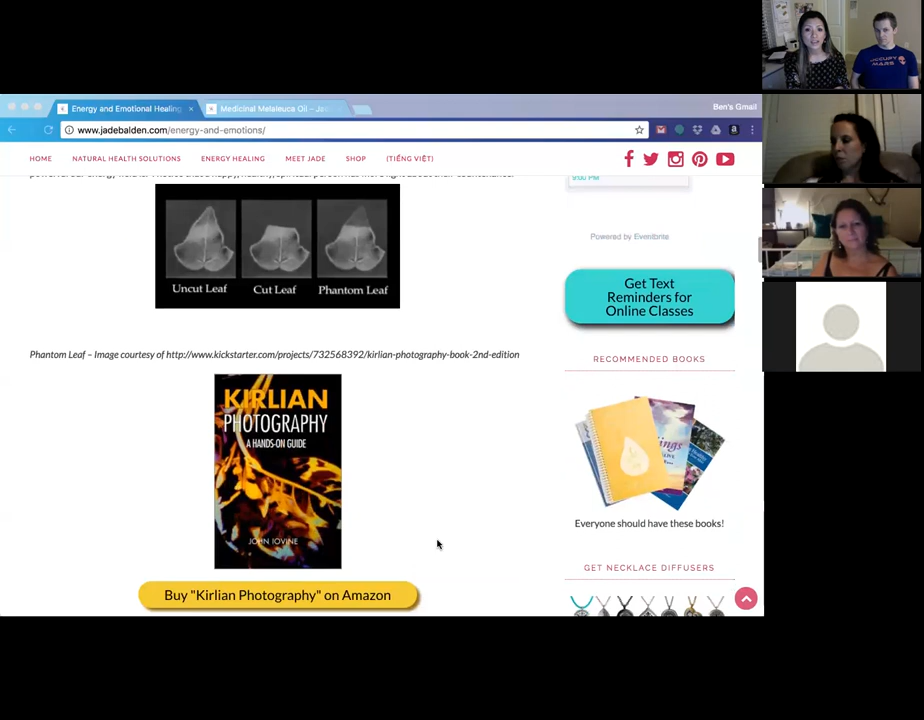 Energy and Emotional Healing
Medicinal Melaleuca Oil – Jad
Ben's Gmail
www.jadebalden.com/energy-and-emotions/
HOME
NATURAL HEALTH SOLUTIONS
ENERGY HEALING
MEET JADE
SHOP
(TIẾNG VIỆT)
9:00 PM
Uncut Leaf
Cut Leaf
Phantom Leaf
Powered by Eventbrite
Get Text
Reminders for
Online Classes
Phantom Leaf – Image courtesy of http://www.kickstarter.com/projects/732568392/kirlian-photography-book-2nd-edition
RECOMMENDED BOOKS
KIRLIAN
PHOTOGRAPHY
A HANDS-ON GUIDE
JOHN IOVINE
Everyone should have these books!
GET NECKLACE DIFFUSERS
Buy "Kirlian Photography" on Amazon